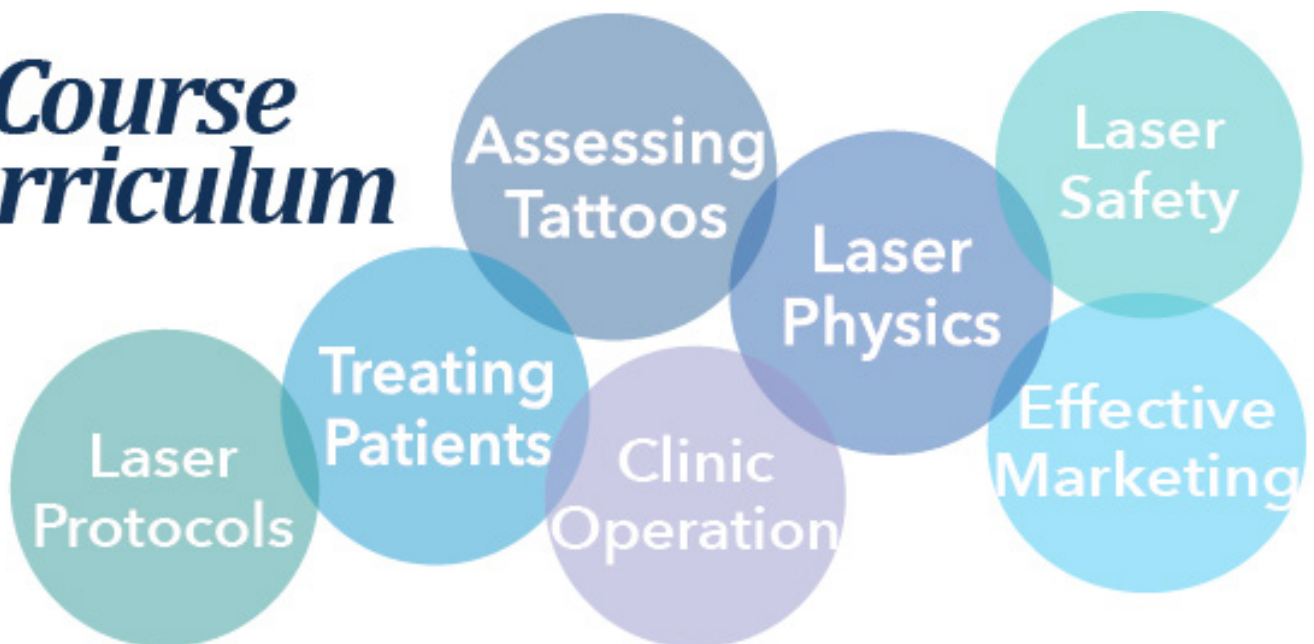 Course
rriculum
Assessing
Tattoos
Laser
Safety
Laser
Physics
Treating
Patients
Effective
Marketing
Laser
Protocols
Clinic
Operation